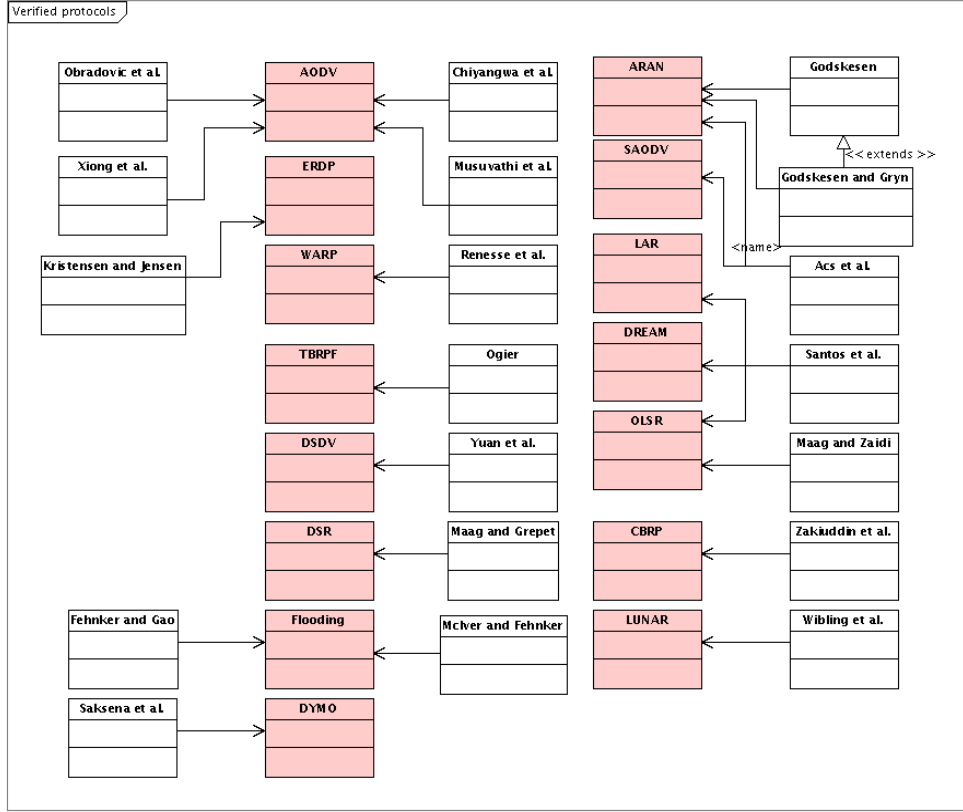 Verified protocols
Obradovic et al.
AODV
Chiyangwa et al.
ARAN
Godskesen
Xiong et al.
ERDP
Musuvathi et al.
SAODV
<< extends >>
Godskesen and Gryn
Kristensen and Jensen
WARP
Renesse et al.
LAR
<name>
Acs et al.
TBRPF
Ogier
DREAM
Santos et al.
DSDV
Yuan et al.
OLSR
Maag and Zaidi
DSR
Maag and Grepet
CBRP
Zakiuddin et al.
Fehnker and Gao
Flooding
McIver and Fehnker
LUNAR
Wibling et al.
Saksena et al.
DYMO